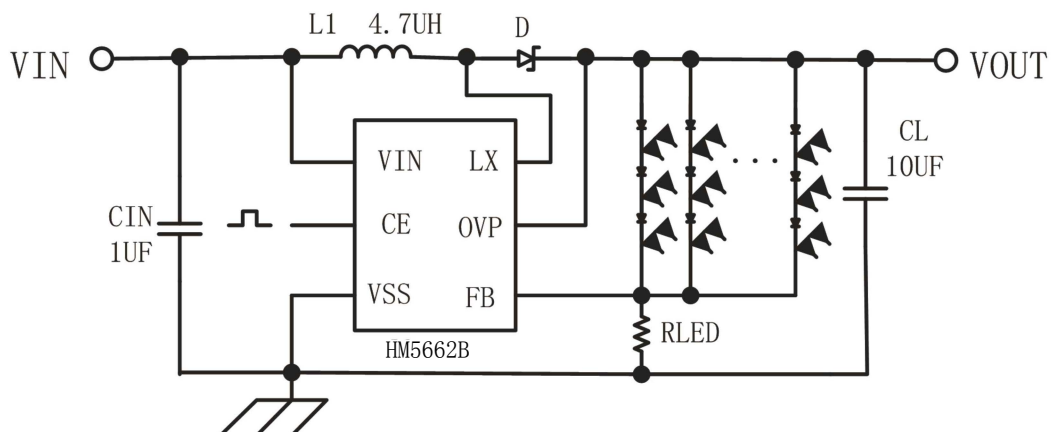 L1 4.7UH D
VIN VOUT
VIN LX
CL
10UF
CIN
1UF
CE OVP
VSS FB
RLED
HM5662B